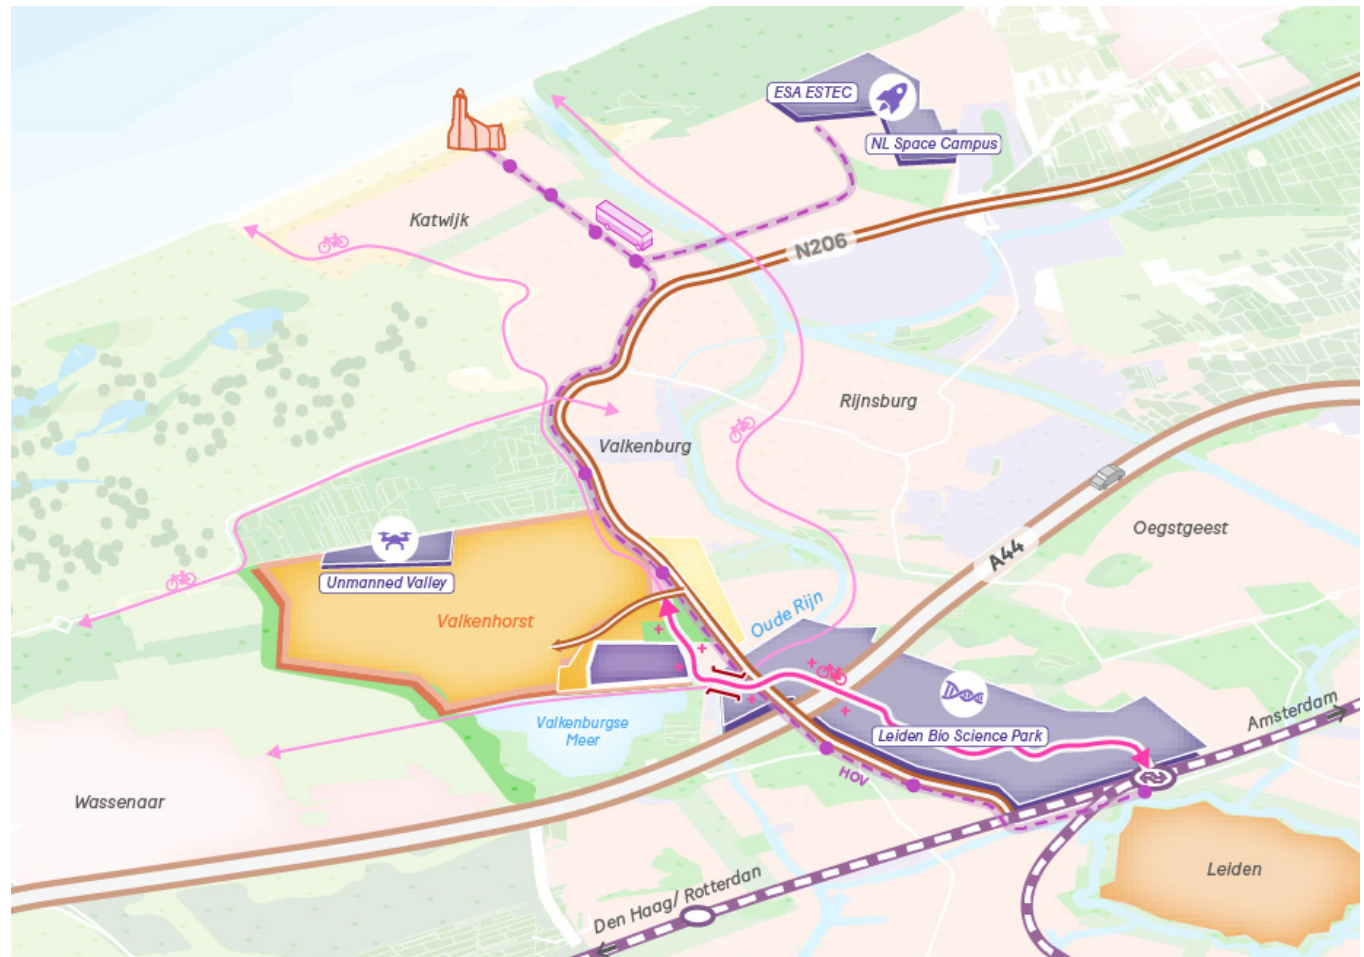 ESA ESTEC
NL Space Campus
Katwijk
N206
Rijnsburg
Valkenburg
Oegstgeest
A44
Unmanned Valley
Valkenhorst
Oude Rijn
Valkenburgse
Meer
Leiden Bio Science Park
Amsterdam
HOV
Wassenaar
Leiden
Den Haag/ Rotterdam